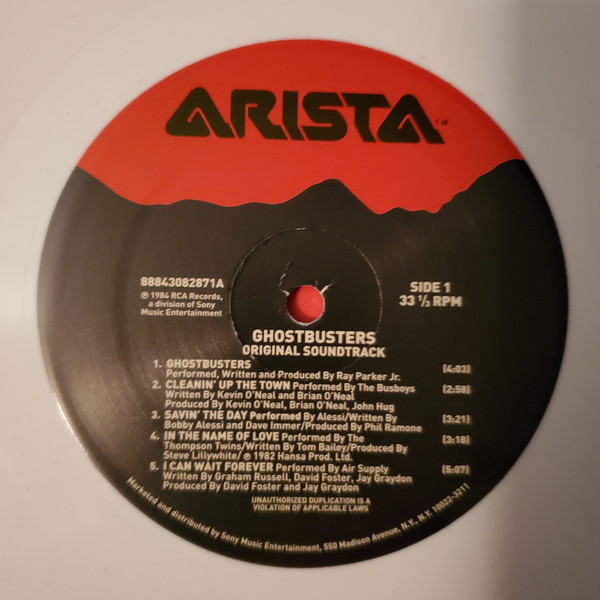 ARISTA™
88843082871A
℗ 1984 RCA Records,
a division of Sony
Music Entertainment
SIDE 1
33 ⅓ RPM
GHOSTBUSTERS
ORIGINAL SOUNDTRACK
1. GHOSTBUSTERS
Performed, Written and Produced By Ray Parker Jr. (4:03)
2. CLEANIN' UP THE TOWN Performed By The Busboys (2:58)
Written By Kevin O'Neal and Brian O'Neal
Produced By Kevin O'Neal, Brian O'Neal, John Hug
3. SAVIN' THE DAY Performed By Alessi/Written By (3:21)
Bobby Alessi and Dave Immer/Produced By Phil Ramone
4. IN THE NAME OF LOVE Performed By The (3:18)
Thompson Twins/Written By Tom Bailey/Produced By
Steve Lillywhite/ ℗ 1982 Hansa Prod. Ltd.
5. I CAN WAIT FOREVER Performed By Air Supply (5:07)
Written By Graham Russell, David Foster, Jay Graydon
Produced By David Foster and Jay Graydon
UNAUTHORIZED DUPLICATION IS A
VIOLATION OF APPLICABLE LAWS
Marketed and distributed by Sony Music Entertainment, 550 Madison Avenue, N.Y., N.Y. 10022-3211